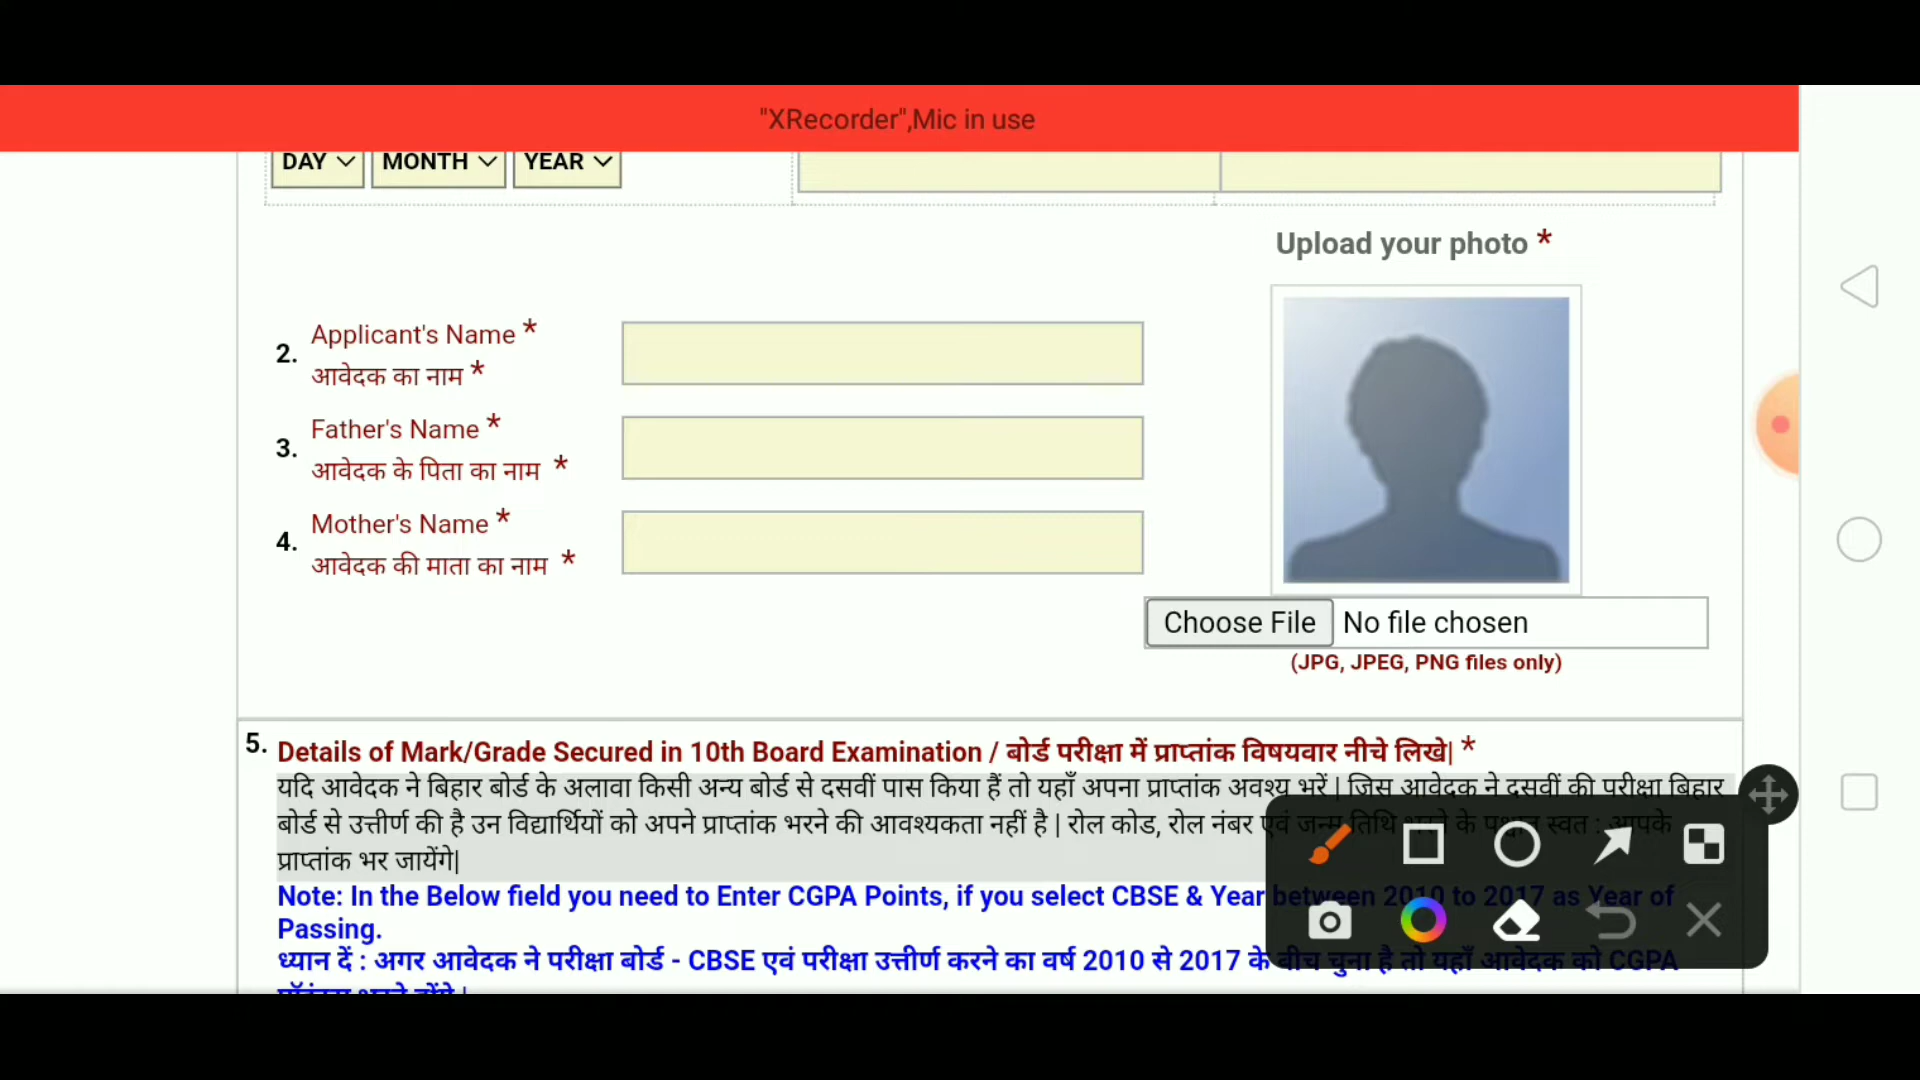 "XRecorder",Mic in use
DAY MONTH YEAR
Upload your photo *
2. Applicant's Name *
आवेदक का नाम *
3. Father's Name *
आवेदक के पिता का नाम *
4. Mother's Name *
आवेदक की माता का नाम *
Choose File No file chosen
(JPG, JPEG, PNG files only)
5. Details of Mark/Grade Secured in 10th Board Examination / बोर्ड परीक्षा में प्राप्तांक विषयवार नीचे लिखे| *
यदि आवेदक ने बिहार बोर्ड के अलावा किसी अन्य बोर्ड से दसवीं पास किया हैं तो यहाँ अपना प्राप्तांक अवश्य भरें | जिस आवेदक ने दसवीं की परीक्षा बिहार
बोर्ड से उत्तीर्ण की है उन विद्यार्थियों को अपने प्राप्तांक भरने की आवश्यकता नहीं है | रोल कोड, रोल नंबर एवं जन्म तिथि भरने के पश्चात स्वत : आपके
प्राप्तांक भर जायेंगे|
Note: In the Below field you need to Enter CGPA Points, if you select CBSE & Year between 2010 to 2017 as Year of
Passing.
ध्यान दें : अगर आवेदक ने परीक्षा बोर्ड - CBSE एवं परीक्षा उत्तीर्ण करने का वर्ष 2010 से 2017 के बीच चुना है तो यहाँ आवेदक को CGPA